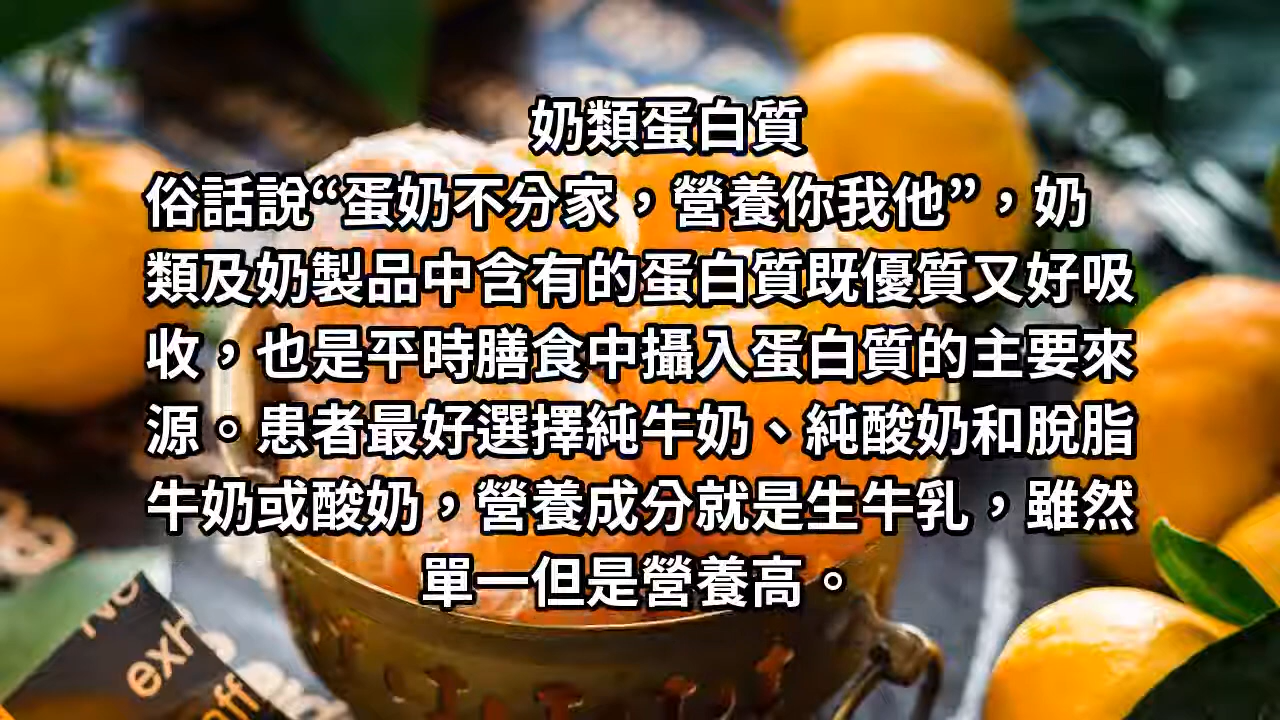 奶類蛋白質
俗話說“蛋奶不分家，營養你我他”，奶
類及奶製品中含有的蛋白質既優質又好吸
收，也是平時膳食中攝入蛋白質的主要來
源。患者最好選擇純牛奶、純酸奶和脫脂
牛奶或酸奶，營養成分就是生牛乳，雖然
單一但是營養高。